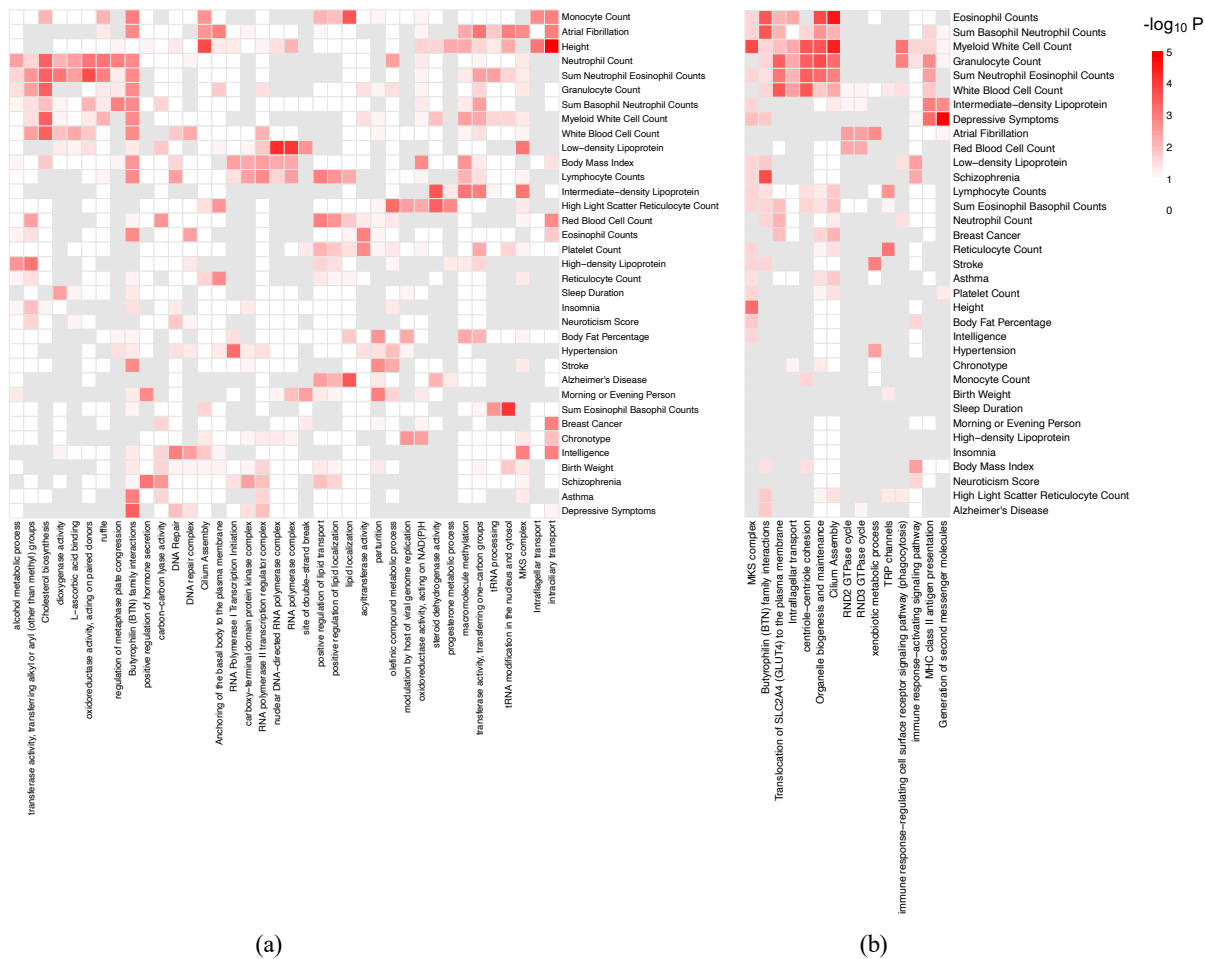 Monocyte Count
Atrial Fibrillation
Height
Neutrophil Count
Sum Neutrophil Eosinophil Counts
Granulocyte Count
Sum Basophil Neutrophil Counts
Myeloid White Cell Count
White Blood Cell Count
Low−density Lipoprotein
Body Mass Index
Lymphocyte Counts
Intermediate−density Lipoprotein
High Light Scatter Reticulocyte Count
Red Blood Cell Count
Eosinophil Counts
Platelet Count
High−density Lipoprotein
Reticulocyte Count
Sleep Duration
Insomnia
Neuroticism Score
Body Fat Percentage
Hypertension
Stroke
Alzheimer's Disease
Morning or Evening Person
Sum Eosinophil Basophil Counts
Breast Cancer
Chronotype
Intelligence
Birth Weight
Schizophrenia
Asthma
Depressive Symptoms
alcohol metabolic process
transferase activity, transferring alkyl or aryl (other than methyl) groups
Cholesterol biosynthesis
dioxygenase activity
L−ascorbic acid binding
oxidoreductase activity, acting on paired donors
ruffle
regulation of metaphase plate congression
Butyrophilin (BTN) family interactions
positive regulation of hormone secretion
carbon−carbon lyase activity
DNA Repair
DNA repair complex
Cilium Assembly
Anchoring of the basal body to the plasma membrane
RNA Polymerase I Transcription Initiation
carboxy−terminal domain protein kinase complex
RNA polymerase II transcription regulator complex
nuclear DNA−directed RNA polymerase complex
RNA polymerase complex
site of double−strand break
positive regulation of lipid transport
positive regulation of lipid localization
lipid localization
acyltransferase activity
parturition
olefinic compound metabolic process
modulation by host of viral genome replication
oxidoreductase activity, acting on NAD(P)H
steroid dehydrogenase activity
progesterone metabolic process
macromolecule methylation
transferase activity, transferring one−carbon groups
tRNA processing
tRNA modification in the nucleus and cytosol
MKS complex
Intraflagellar transport
intraciliary transport
(a)
Eosinophil Counts
Sum Basophil Neutrophil Counts
Myeloid White Cell Count
Granulocyte Count
Sum Neutrophil Eosinophil Counts
White Blood Cell Count
Intermediate−density Lipoprotein
Depressive Symptoms
Atrial Fibrillation
Red Blood Cell Count
Low−density Lipoprotein
Schizophrenia
Lymphocyte Counts
Sum Eosinophil Basophil Counts
Neutrophil Count
Breast Cancer
Reticulocyte Count
Stroke
Asthma
Platelet Count
Height
Body Fat Percentage
Intelligence
Hypertension
Chronotype
Monocyte Count
Birth Weight
Sleep Duration
Morning or Evening Person
High−density Lipoprotein
Insomnia
Body Mass Index
Neuroticism Score
High Light Scatter Reticulocyte Count
Alzheimer's Disease
MKS complex
Butyrophilin (BTN) family interactions
Translocation of SLC2A4 (GLUT4) to the plasma membrane
Intraflagellar transport
centriole−centriole cohesion
Organelle biogenesis and maintenance
Cilium Assembly
RND2 GTPase cycle
RND3 GTPase cycle
xenobiotic metabolic process
TRP channels
immune response−regulating cell surface receptor signaling pathway (phagocytosis)
immune response−activating signaling pathway
MHC class II antigen presentation
Generation of second messenger molecules
(b)
-log10 P
5
4
3
2
1
0